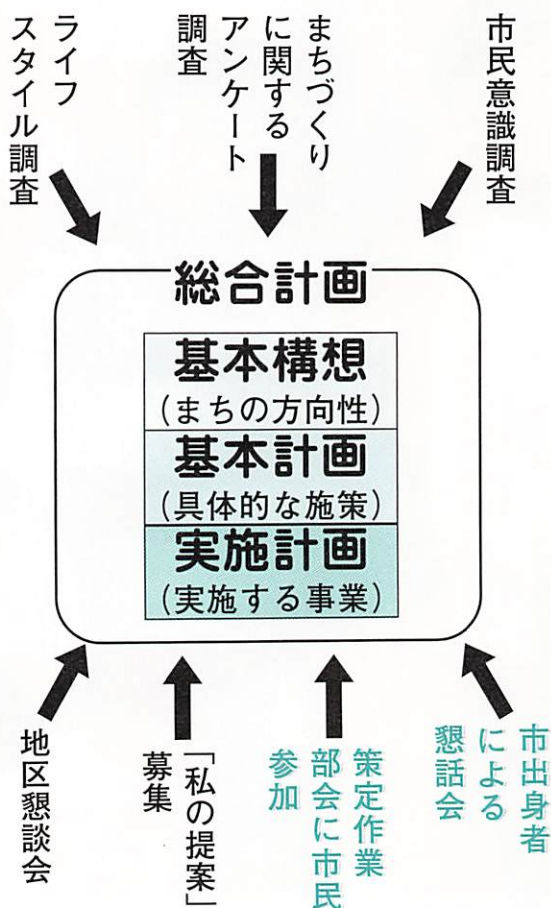 市民意識調査
まちづくり
に関する
アンケート
調査
ライフ
スタイル調査
総合計画
基本構想
(まちの方向性)
基本計画
(具体的な施策)
実施計画
(実施する事業)
市出身者
による
懇話会
策定作業
部会に市民
参加
「私の提案」
募集
地区懇談会